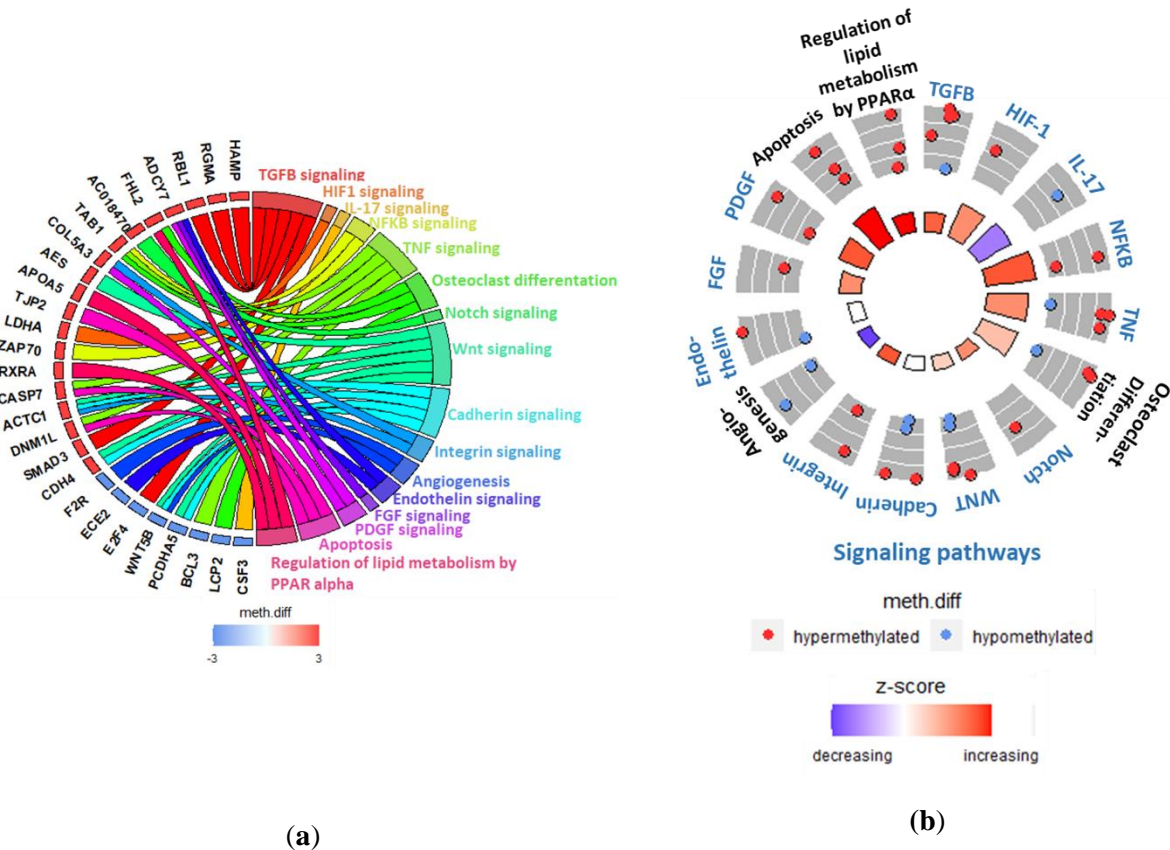 HAMP
RGMA
RBL1
ADCY7
FHL2
AC018470
TAB1
COL5A3
AES
APOA5
TJP2
LDHA
ZAP70
RXRA
CASP7
ACTC1
DNM1L
SMAD3
CDH4
F2R
ECE2
E2F4
WNT5B
PCDHA5
BCL3
LCP2
CSF3
TGFB signaling
HIF1 signaling
IL-17 signaling
NFKB signaling
TNF signaling
Osteoclast differentation
Notch signaling
Wnt signaling
Cadherin signaling
Integrin signaling
Angiogenesis
Endothelin signaling
FGF signaling
PDGF signaling
Apoptosis
Regulation of lipid metabolism by
PPAR alpha
meth.diff
-3 3
(a)
Regulation of
lipid
metabolism
by PPARα
TGFB
HIF-1
IL-17
NFKB
TNF
Osteoclast
Differen-
tiation
Notch
WNT
Cadherin
Integrin
Angio-
genesis
Endo-
thelin
FGF
PDGF
Apoptosis
Signaling pathways
meth.diff
hypermethylated hypomethylated
z-score
decreasing increasing
(b)